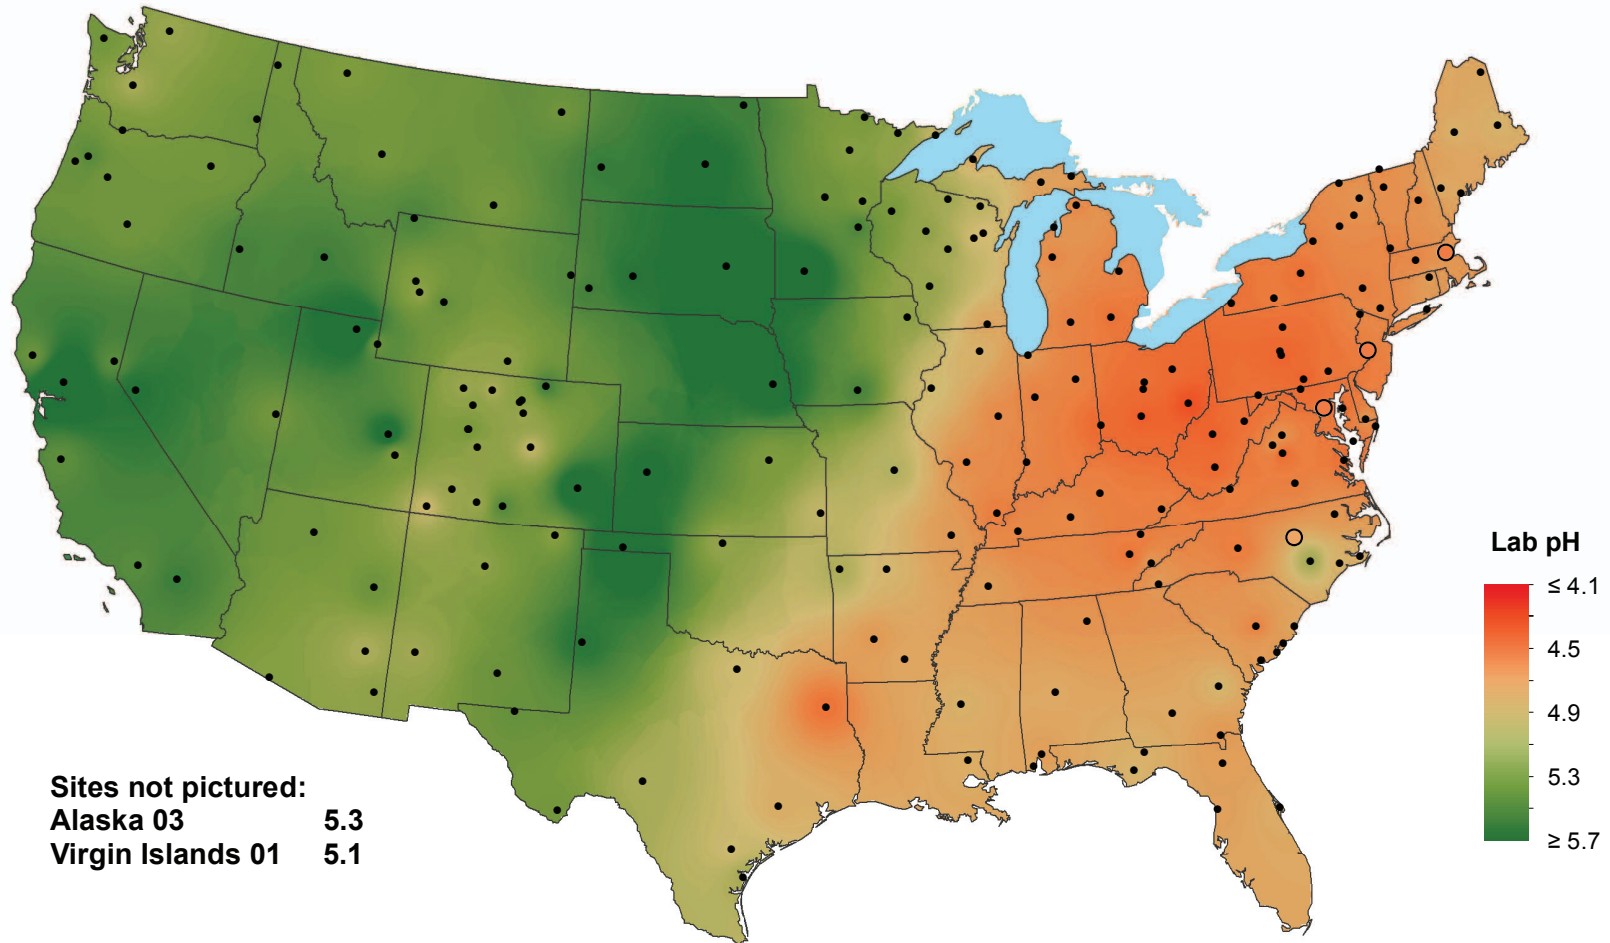 Lab pH
≤ 4.1
4.5
4.9
5.3
≥ 5.7
Sites not pictured:
Alaska 03 5.3
Virgin Islands 01 5.1